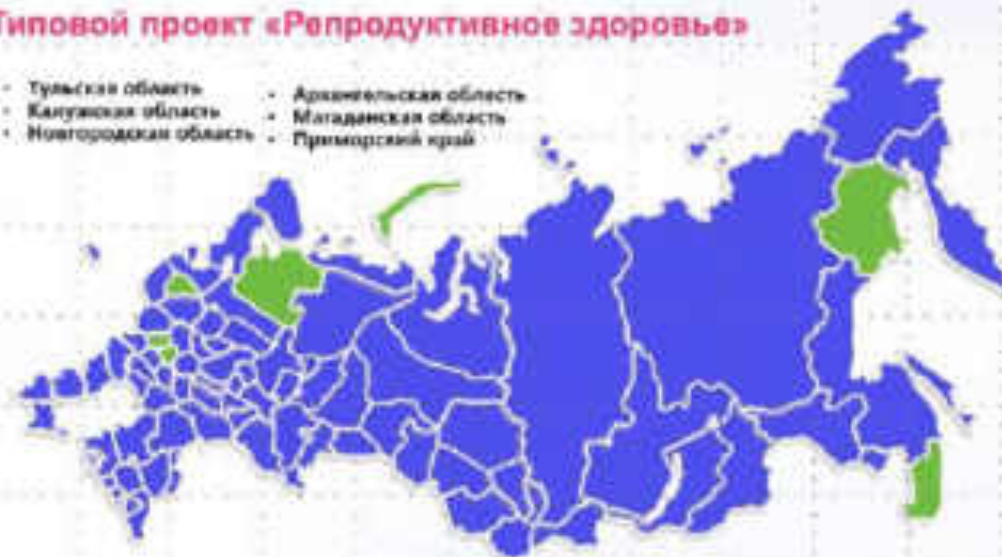 Типовой проект «Репродуктивное здоровье»
• Тульская область
• Калужская область
• Новгородская область
• Архангельская область
• Магаданская область
• Приморский край